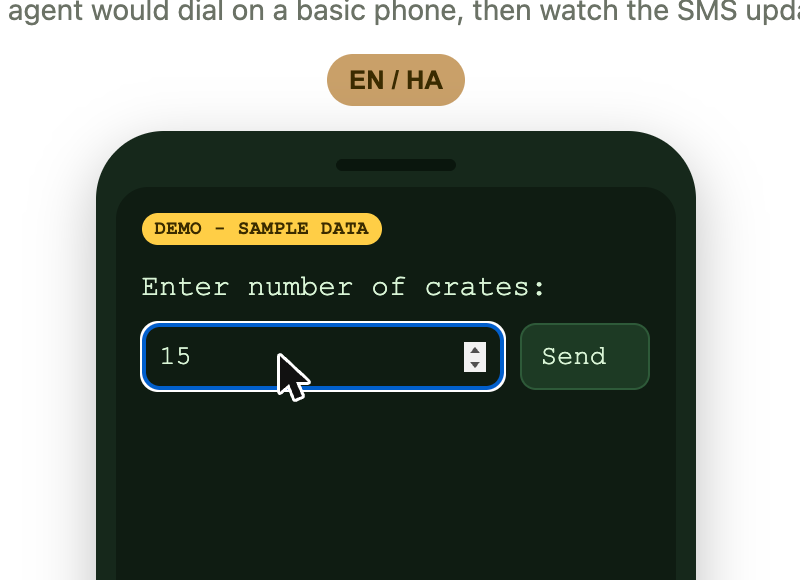 agent would dial on a basic phone, then watch the SMS
EN / HA
DEMO - SAMPLE DATA
Enter number of crates:
15
Send